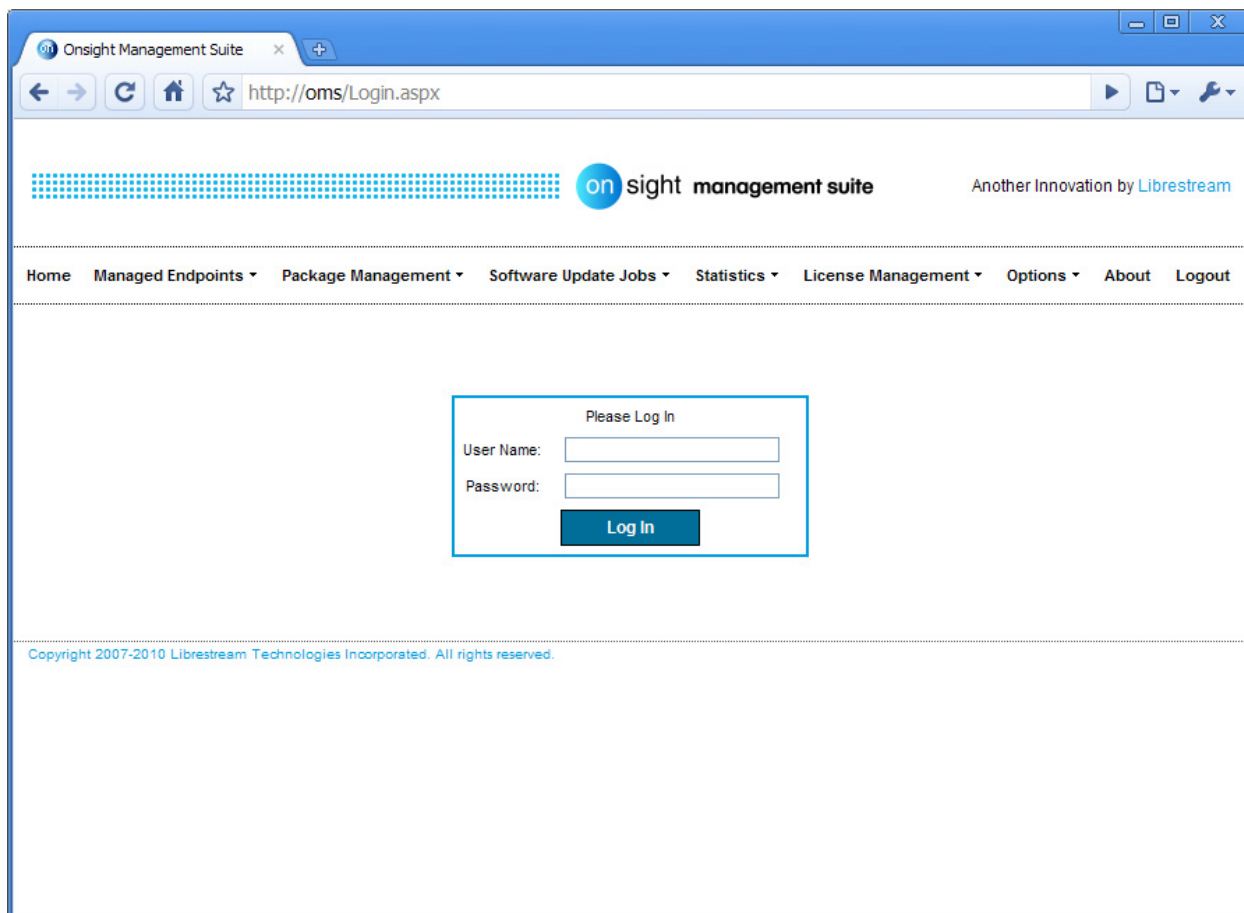 Onsight Management Suite
http://oms/Login.aspx
on sight management suite Another Innovation by Librestream
Home Managed Endpoints Package Management Software Update Jobs Statistics License Management Options About Logout
Please Log In
User Name:
Password:
Log In
Copyright 2007-2010 Librestream Technologies Incorporated. All rights reserved.